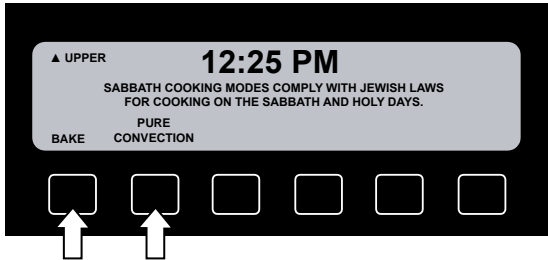 ▲ UPPER
12:25 PM
SABBATH COOKING MODES COMPLY WITH JEWISH LAWS
FOR COOKING ON THE SABBATH AND HOLY DAYS.
BAKE
PURE
CONVECTION